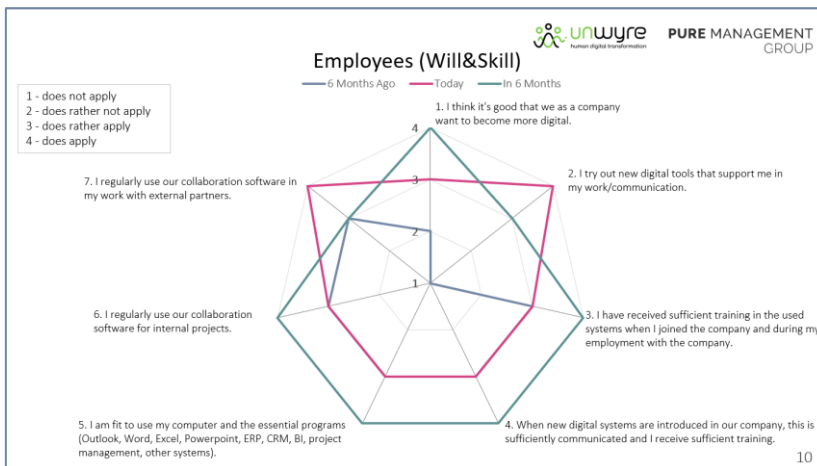 unwyre
human digital transformation
PURE MANAGEMENT
GROUP
Employees (Will&Skill)
6 Months Ago
Today
In 6 Months
1 - does not apply
2 - does rather not apply
3 - does rather apply
4 - does apply
1. I think it's good that we as a company
want to become more digital.
4
3
2
1
2. I try out new digital tools that support me in
my work/communication.
3. I have received sufficient training in the used
systems when I joined the company and during my
employment with the company.
4. When new digital systems are introduced in our company, this is
sufficiently communicated and I receive sufficient training.
5. I am fit to use my computer and the essential programs
(Outlook, Word, Excel, Powerpoint, ERP, CRM, BI, project
management, other systems).
6. I regularly use our collaboration
software for internal projects.
7. I regularly use our collaboration software in
my work with external partners.
10